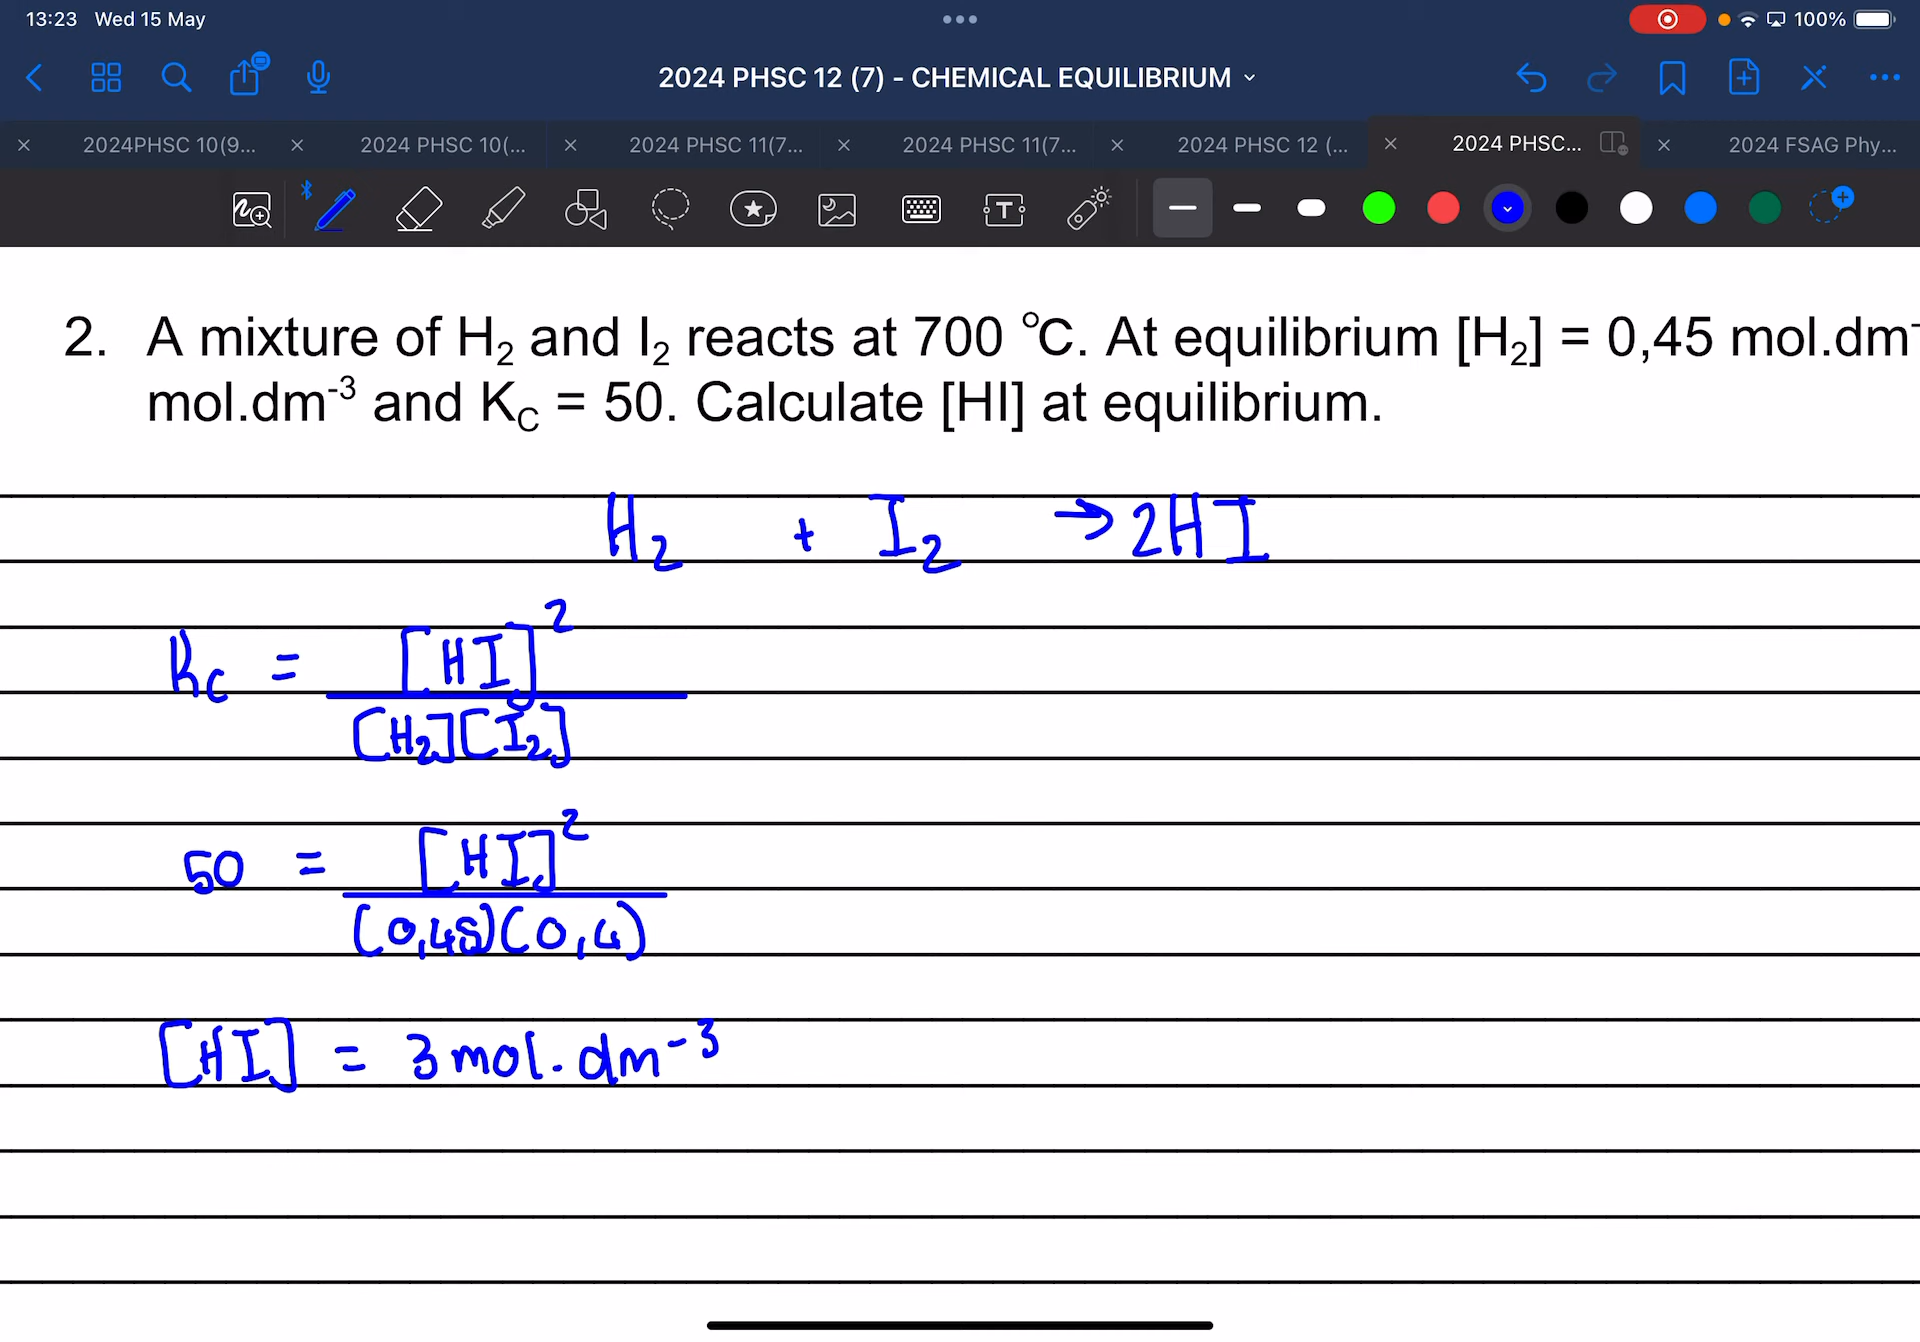 13:23 Wed 15 May
100%
2024 PHSC 12 (7) - CHEMICAL EQUILIBRIUM
2024PHSC 10(9... 2024 PHSC 10(... 2024 PHSC 11(7... 2024 PHSC 11(7... 2024 PHSC 12 (... 2024 PHSC... 2024 FSAG Phy...
2. A mixture of H₂ and I₂ reacts at 700 °C. At equilibrium [H₂] = 0,45 mol.dm⁻
mol.dm⁻³ and K_C = 50. Calculate [HI] at equilibrium.
H₂ + I₂ → 2HI
Kc = [HI]²
[H₂][I₂]
50 = [HI]²
(0,45)(0,4)
[HI] = 3 mol.dm⁻³